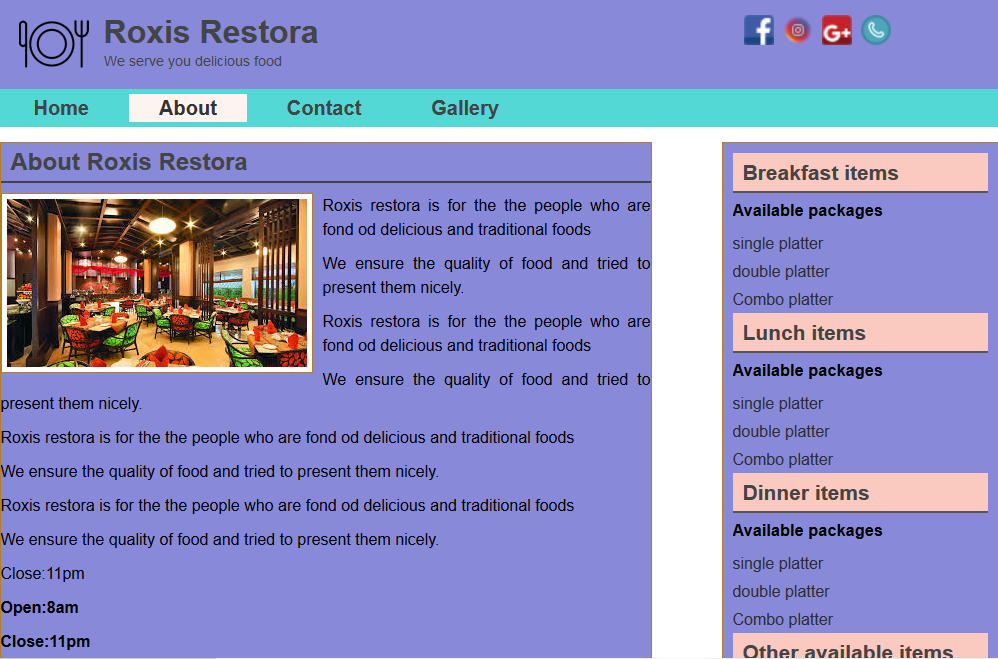 Roxis Restora
We serve you delicious food
G+
Home About Contact Gallery
About Roxis Restora
Roxis restora is for the the people who are
fond od delicious and traditional foods
We ensure the quality of food and tried to
present them nicely.
Roxis restora is for the the people who are
fond od delicious and traditional foods
We ensure the quality of food and tried to
present them nicely.
Roxis restora is for the the people who are fond od delicious and traditional foods
We ensure the quality of food and tried to present them nicely.
Roxis restora is for the the people who are fond od delicious and traditional foods
We ensure the quality of food and tried to present them nicely.
Close:11pm
Open:8am
Close:11pm
Breakfast items
Available packages
single platter
double platter
Combo platter
Lunch items
Available packages
single platter
double platter
Combo platter
Dinner items
Available packages
single platter
double platter
Combo platter
Other available items